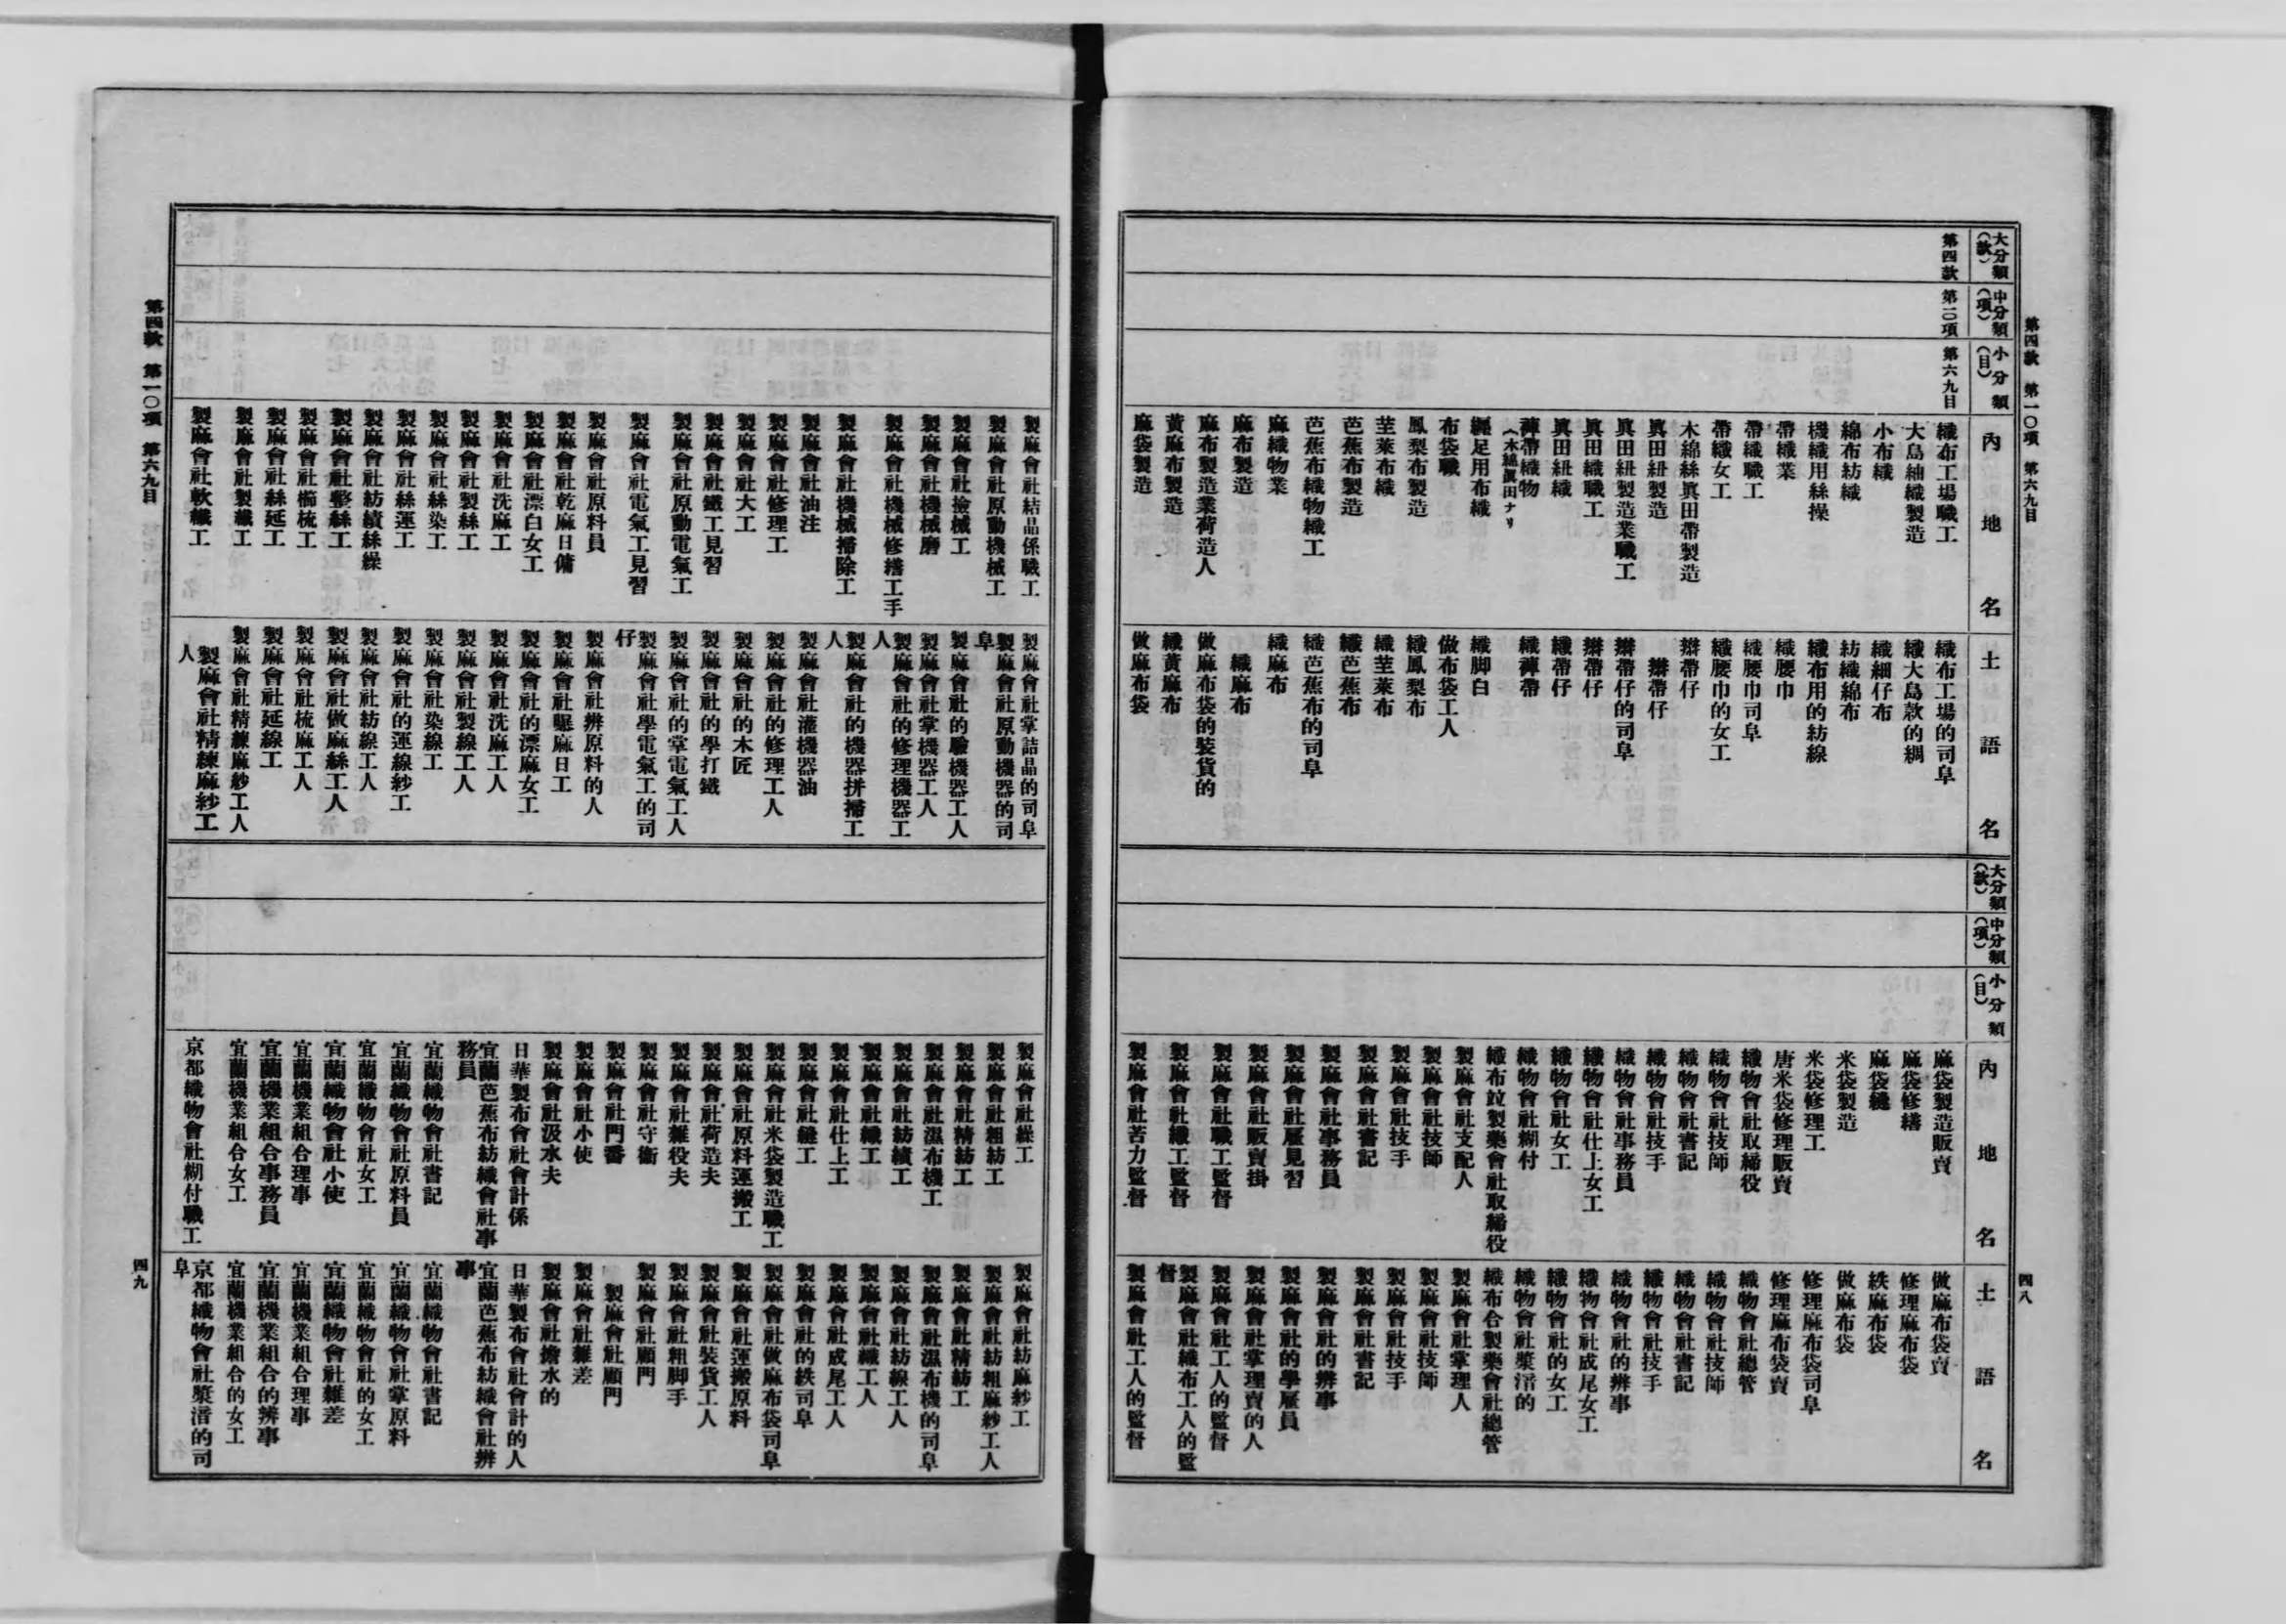 第四款 第一〇項 第六九目
四八
大分類(款)
中分類(項)
小分類(目)
內地名
土語名
第四款
第一〇項
第六九目
織布工場職工
大島紬織製造
小布織
綿布紡織
機織用絲操
帶織業
帶織職工
帶織女工
木綿絲眞田帶製造
眞田紐製造
眞田紐製造業職工
眞田織職工
眞田紐織
褌帶織物
(木綿眞田ナリ)
纏足用布織
布袋職
鳳梨布製造
芏萊布織
芭蕉布製造
芭蕉布織物織工
麻織物業
麻布製造
麻布製造業荷造人
黃麻布製造
麻袋製造
織布工場的司阜
織大島款的綢
織細仔布
紡織綿布
織布用的紡線
織腰巾
織腰巾司阜
織腰巾的女工
辮帶仔
辮帶仔
辮帶仔的司阜
辮帶仔
織帶仔
織褌帶
織脚白
做布袋工人
織鳳梨布
織芏萊布
織芭蕉布
織芭蕉布的司阜
織麻布
織麻布
做麻布袋的裝貨的
織黃麻布
做麻布袋
大分類(款)
中分類(項)
小分類(目)
內地名
土語名
麻袋製造販賣
麻袋修繕
麻袋縫
米袋製造
米袋修理工
唐米袋修理販賣
織物會社取締役
織物會社技師
織物會社書記
織物會社技手
織物會社事務員
織物會社仕上女工
織物會社女工
織物會社糊付
織布竝製藥會社取締役
製麻會社支配人
製麻會社技師
製麻會社技手
製麻會社書記
製麻會社事務員
製麻會社雇見習
製麻會社販賣掛
製麻會社職工監督
製麻會社織工監督
製麻會社苦力監督
做麻布袋賣
修理麻布袋
紩麻布袋
做麻布袋
修理麻布袋司阜
修理麻布袋賣
織物會社總管
織物會社技師
織物會社書記
織物會社技手
織物會社的辨事
織物會社成尾女工
織物會社的女工
織物會社漿湆的
織布合製藥會社總管
製麻會社掌理人
製麻會社技師
製麻會社技手
製麻會社書記
製麻會社的辨事
製麻會社的學雇員
製麻會社掌理賣的人
製麻會社工人的監督
製麻會社織布工人的監
督
製麻會社工人的監督
製麻會社結晶係職工
製麻會社原動機械工
製麻會社撿械工
製麻會社機械磨
製麻會社機械修繕工手
製麻會社機械掃除工
製麻會社油注
製麻會社修理工
製麻會社大工
製麻會社鐵工見習
製麻會社原動電氣工
製麻會社電氣工見習
製麻會社原料員
製麻會社乾麻日傭
製麻會社漂白女工
製麻會社洗麻工
製麻會社製絲工
製麻會社絲染工
製麻會社絲運工
製麻會社紡績絲繰
製麻會社整絲工
製麻會社櫛梳工
製麻會社絲延工
製麻會社製纖工
製麻會社軟纖工
製麻會社掌詰晶的司阜
製麻會社原動機器的司
阜
製麻會社的驗機器工人
製麻會社掌機器工人
製麻會社的修理機器工
人
製麻會社的機器拼掃工
人
製麻會社灌機器油
製麻會社的修理工人
製麻會社的木匠
製麻會社的學打鐵
製麻會社的掌電氣工人
製麻會社學電氣工的司
仔
製麻會社辨原料的人
製麻會社曝麻日工
製麻會社的漂麻女工
製麻會社洗麻工人
製麻會社製線工人
製麻會社染線工
製麻會社的運線紗工
製麻會社紡線工人
製麻會社做麻絲工人
製麻會社梳麻工人
製麻會社延線工
製麻會社精練麻紗工人
製麻會社精練麻紗工
人
製麻會社繰工
製麻會社粗紡工
製麻會社精紡工
製麻會社濕布機工
製麻會社紡績工
製麻會社織工
製麻會社仕上工
製麻會社縫工
製麻會社米袋製造職工
製麻會社原料運搬工
製麻會社荷造夫
製麻會社雜役夫
製麻會社守衞
製麻會社門番
製麻會社小使
製麻會社汲水夫
日華製布會社會計係
宜蘭芭蕉布紡織會社事
務員
宜蘭織物會社書記
宜蘭織物會社原料員
宜蘭織物會社女工
宜蘭織物會社小使
宜蘭機業組合理事
宜蘭機業組合事務員
宜蘭機業組合女工
京都織物會社糊付職工
製麻會社紡麻紗工
製麻會社紡粗麻紗工人
製麻會社精紡工
製麻會社濕布機的司阜
製麻會社紡線工人
製麻會社織工人
製麻會社成尾工人
製麻會社的紩司阜
製麻會社做麻布袋司阜
製麻會社運搬原料
製麻會社裝貨工人
製麻會社粗脚手
製麻會社顧門
製麻會社顧門
製麻會社雜差
製麻會社擔水的
日華製布會社會計的人
宜蘭芭蕉布紡織會社辨
事
宜蘭織物會社書記
宜蘭織物會社掌原料
宜蘭織物會社的女工
宜蘭織物會社雜差
宜蘭機業組合理事
宜蘭機業組合的辨事
宜蘭機業組合的女工
京都織物會社漿湆的司
阜
第四款 第一〇項 第六九目
四九